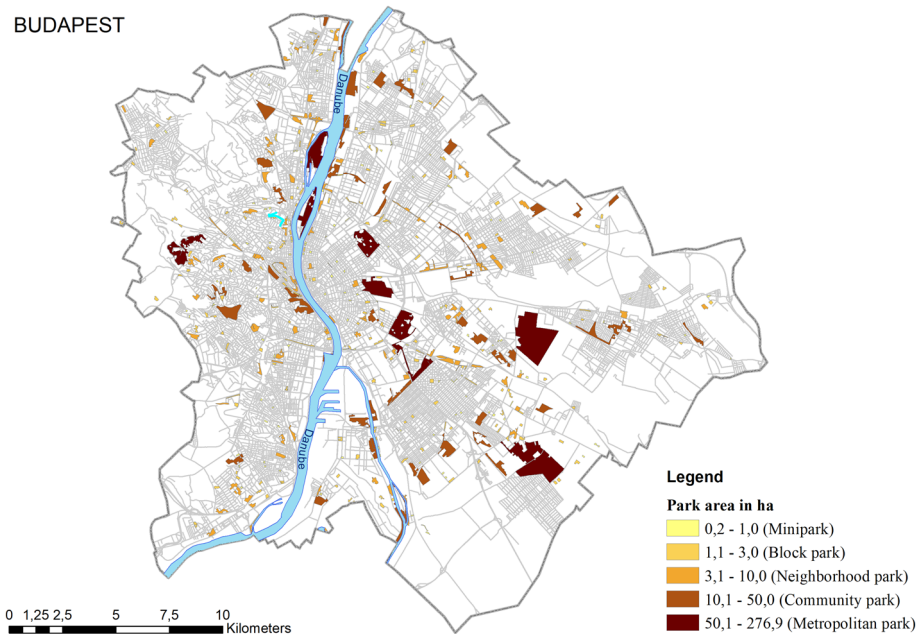 BUDAPEST
Danube
Danube
Legend
Park area in ha
0,2 - 1,0 (Minipark)
1,1 - 3,0 (Block park)
3,1 - 10,0 (Neighborhood park)
10,1 - 50,0 (Community park)
50,1 - 276,9 (Metropolitan park)
0 1,25 2,5 5 7,5 10
Kilometers